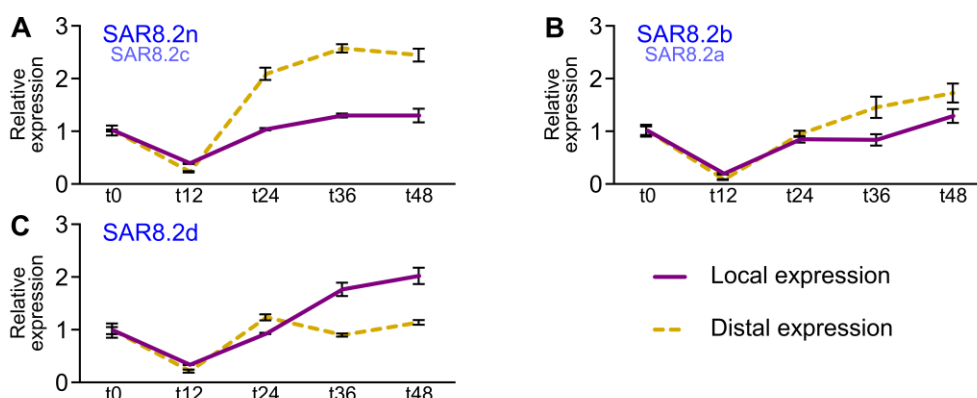 A
SAR8.2n
SAR8.2c
Relative
expression
3
2
1
0
t0 t12 t24 t36 t48
B
SAR8.2b
SAR8.2a
Relative
expression
3
2
1
0
t0 t12 t24 t36 t48
C
SAR8.2d
Relative
expression
3
2
1
0
t0 t12 t24 t36 t48
Local expression
Distal expression